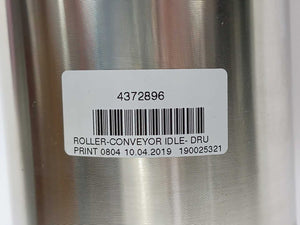 4372896
ROLLER-CONVEYOR IDLE- DRU
PRINT 0804 10.04.2019 190025321